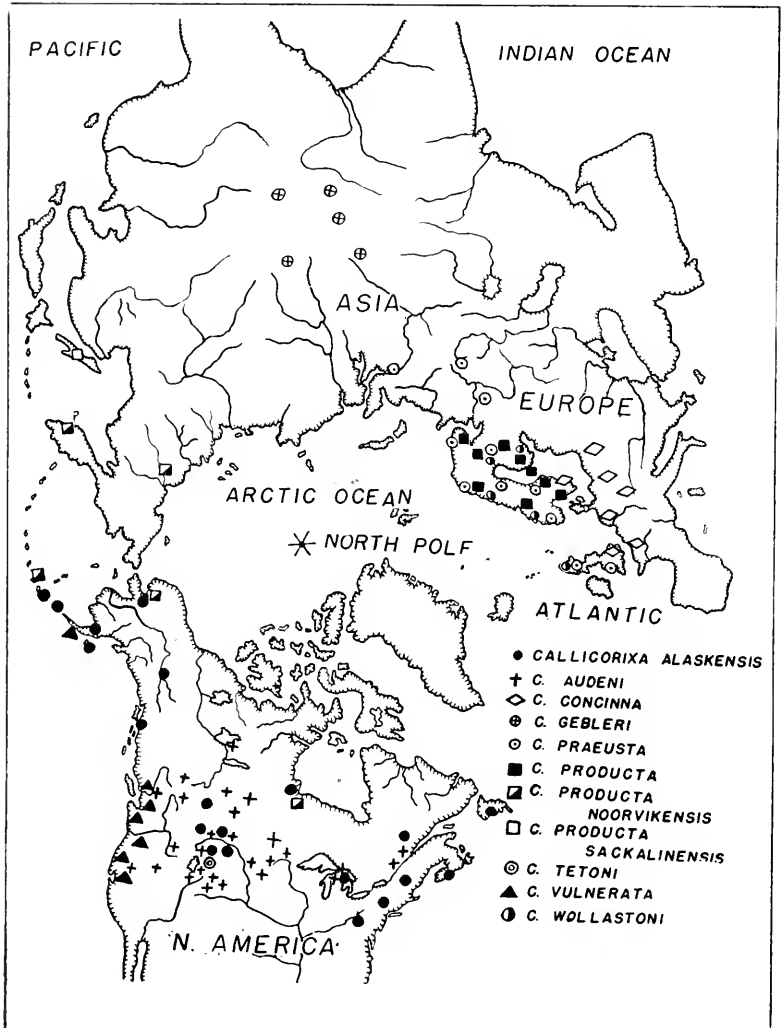 PACIFIC
INDIAN OCEAN
ASIA
EUROPE
?
ARCTIC OCEAN
NORTH POLE
ATLANTIC
CALLICORIXA ALASKENSIS
C. AUDENI
C. CONCINNA
C. GEBLERI
C. PRAEUSTA
C. PRODUCTA
C. PRODUCTA
NOORVIKENSIS
C. PRODUCTA
SACKALINENSIS
C. TETONI
C. VULNERATA
C. WOLLASTONI
N. AMERICA